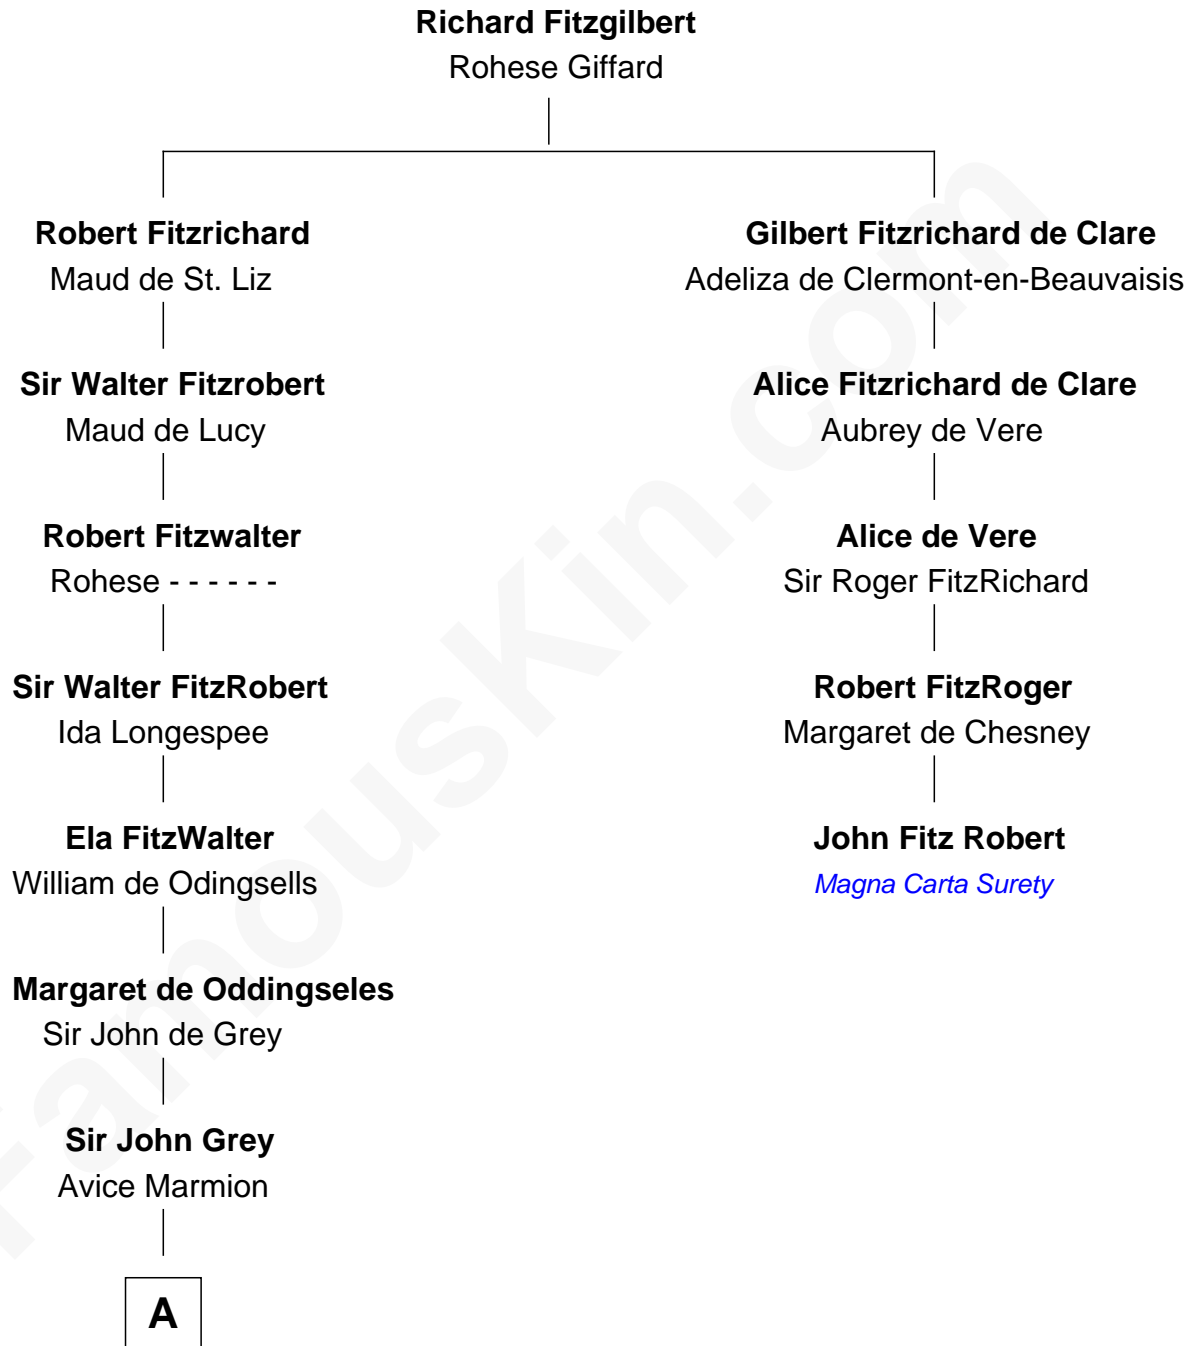 Richard Fitzgilbert
Rohese Giffard
Robert Fitzrichard
Maud de St. Liz
Gilbert Fitzrichard de Clare
Adeliza de Clermont-en-Beauvaisis
Sir Walter Fitzrobert
Maud de Lucy
Alice Fitzrichard de Clare
Aubrey de Vere
Robert Fitzwalter
Rohese - - - - - -
Alice de Vere
Sir Roger FitzRichard
Sir Walter FitzRobert
Ida Longespee
Robert FitzRoger
Margaret de Chesney
Ela FitzWalter
William de Odingsells
John Fitz Robert
Magna Carta Surety
Margaret de Oddingseles
Sir John de Grey
Sir John Grey
Avice Marmion
A
FamousKin.com